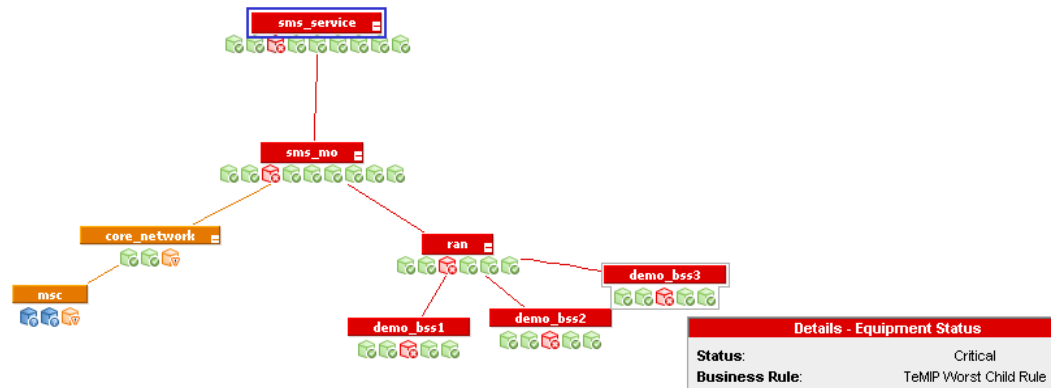 sms_service
sms_mo
core_network
ran
demo_bss3
msc
demo_bss2
demo_bss1
Details - Equipment Status
Status: Critical
Business Rule: TeMIP Worst Child Rule